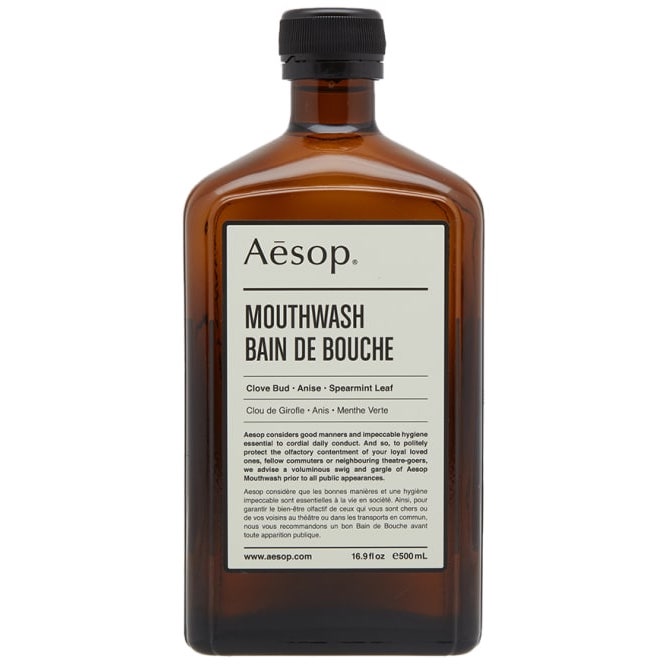 Aēsop®
MOUTHWASH
BAIN DE BOUCHE
Clove Bud · Anise · Spearmint Leaf
Clou de Girofle · Anis · Menthe Verte
Aesop considers good manners and impeccable hygiene
essential to cordial daily conduct. And so, to politely
protect the olfactory contentment of your loyal loved
ones, fellow commuters or neighbouring theatre-goers,
we advise a voluminous swig and gargle of Aesop
Mouthwash prior to all public appearances.
Aesop considère que les bonnes manières et une hygiène
impeccable sont essentielles à la vie en société. Ainsi, pour
garantir le bien-être olfactif de ceux qui vous sont chers ou
de vos voisins au théâtre ou dans les transports en commun,
nous vous recommandons un bon Bain de Bouche avant
toute apparition publique.
www.aesop.com 16.9 fl oz ℮500mL